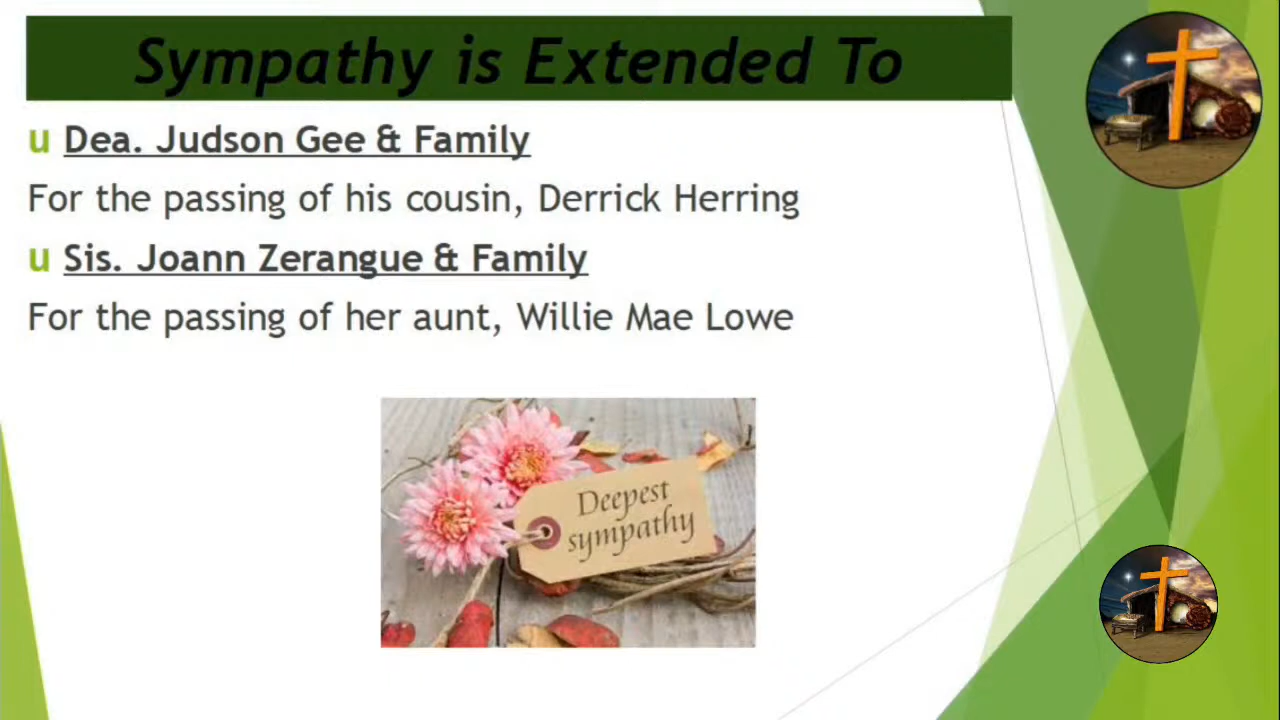 Sympathy is Extended To
u Dea. Judson Gee & Family
For the passing of his cousin, Derrick Herring
u Sis. Joann Zerangue & Family
For the passing of her aunt, Willie Mae Lowe
Deepest
sympathy